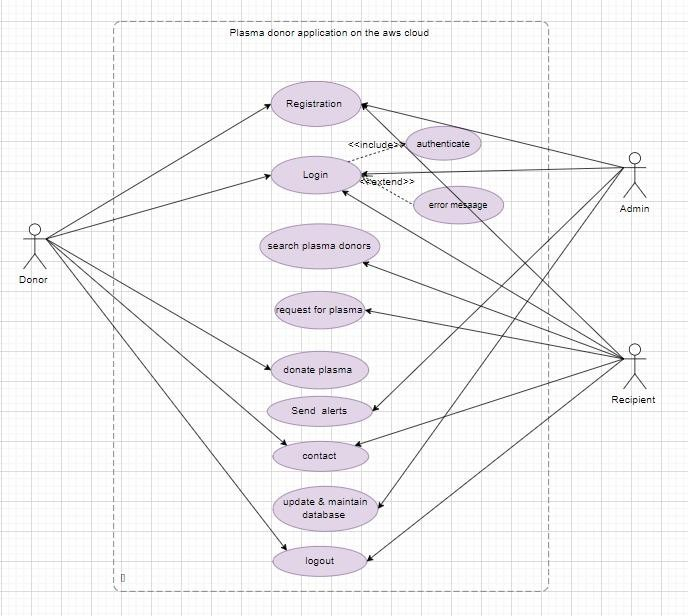 Plasma donor application on the aws cloud
Registration
<<include>>
authenticate
Login
<<extend>>
error mesaage
Admin
search plasma donors
Donor
request for plasma
donate plasma
Recipient
Send alerts
contact
update & maintain
database
logout